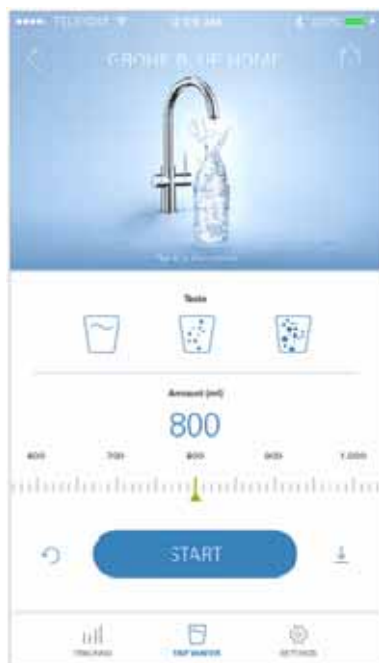 GROHE BLUE HOME
Taste
Amount (ml)
800
600 700 800 900 1.000
START
TRACKING TAP WATER SETTINGS